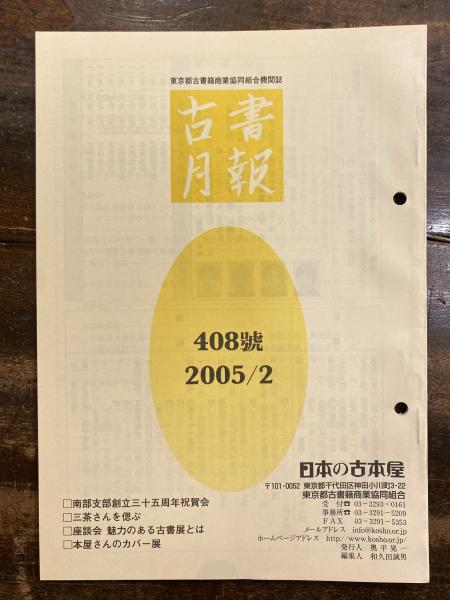 東京都古書籍商業協同組合機関誌
古書
月報
408號
2005/2
日本の古本屋
〒101-0052 東京都千代田区神田小川町3-22
東京都古書籍商業協同組合
受付☎ 03-3293-0161
事務所☎ 03-3291-5209
FAX 03-3291-5353
メールアドレス info@kosho.or.jp
ホームページアドレス http://www.kosho.or.jp/
発行人 奥平晃一
編集人 和久田誠男
□南部支部創立三十五周年祝賀会
□三茶さんを偲ぶ
□座談会 魅力のある古書展とは
□本屋さんのカバー展